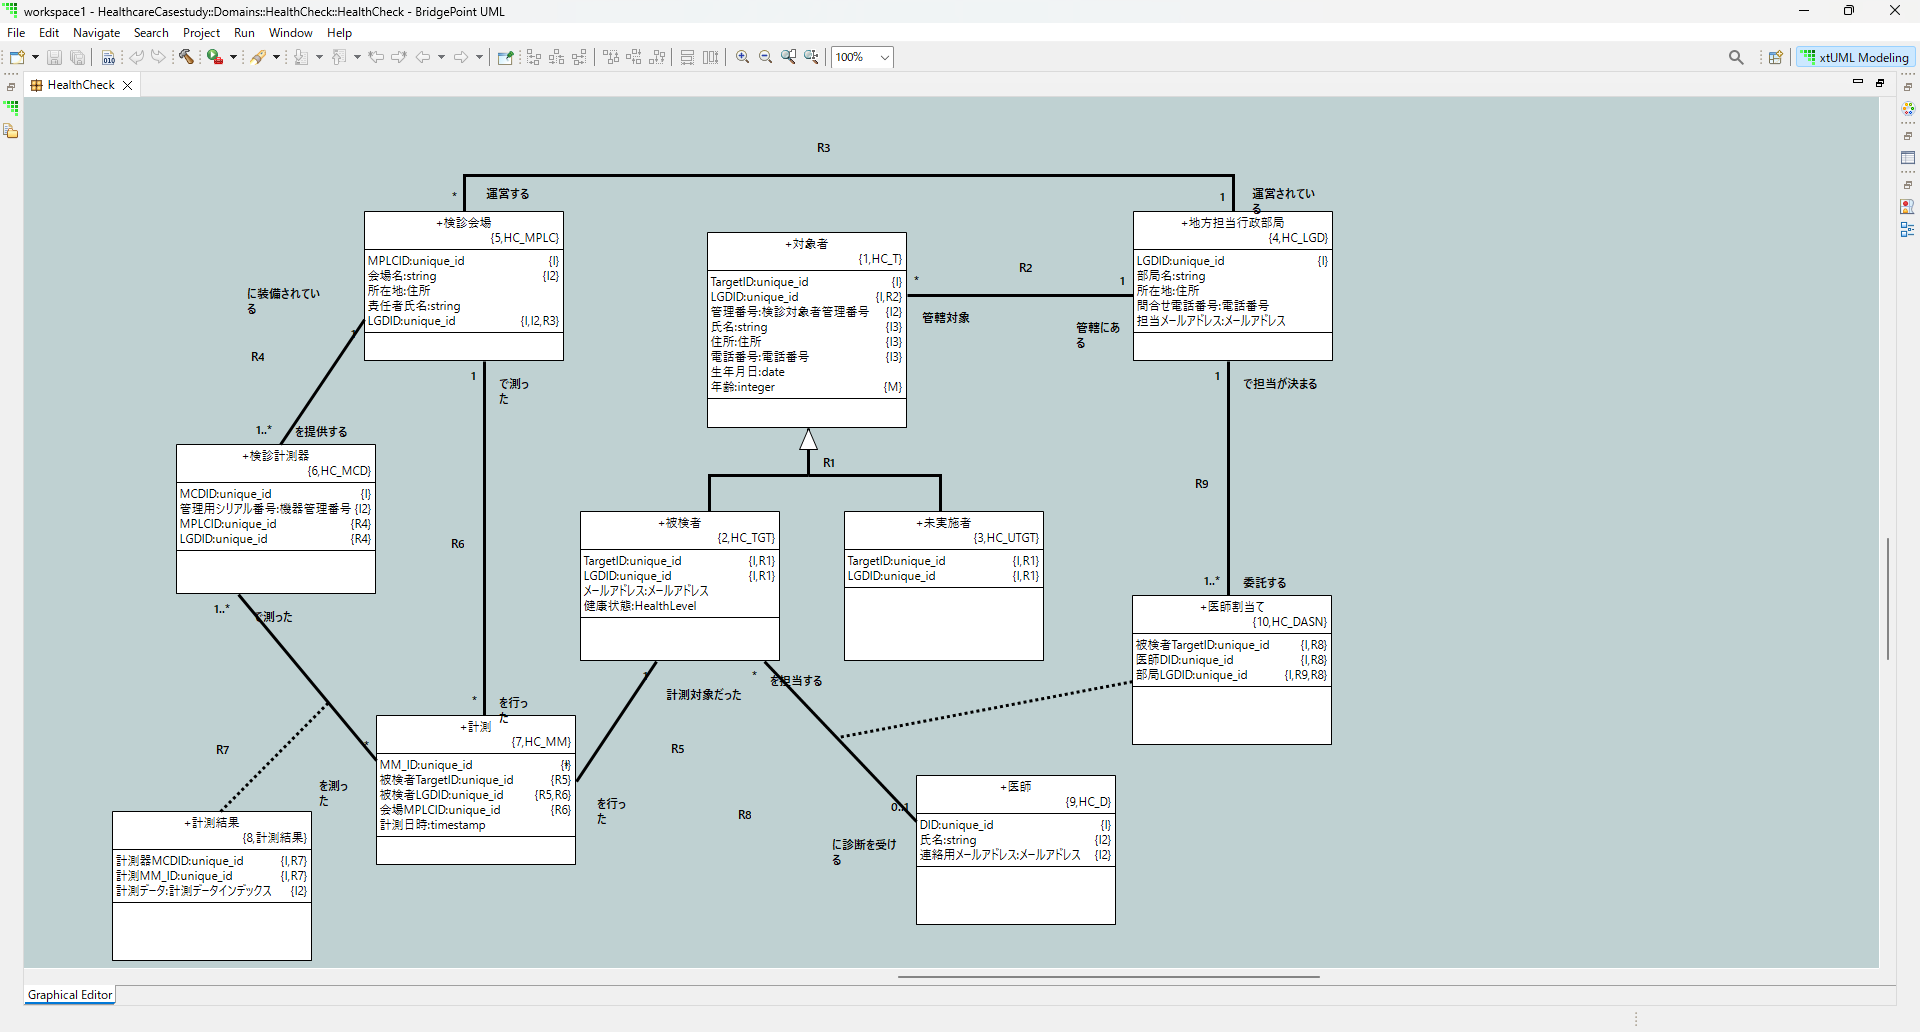 workspace1 - HealthcareCasestudy::Domains::HealthCheck::HealthCheck - BridgePoint UML
File Edit Navigate Search Project Run Window Help
100%
xtUML Modeling
HealthCheck
R3
* 運営する
1 運営されてい
る
+検診会場
{5,HC_MPLC}
MPLCID:unique_id {I}
会場名:string {I2}
所在地:住所
責任者氏名:string
LGDID:unique_id {I,I2,R3}
+対象者
{1,HC_T}
TargetID:unique_id {I}
LGDID:unique_id {I,R2}
管理番号:検診対象者管理番号 {I2}
氏名:string {I3}
住所:住所 {I3}
電話番号:電話番号 {I3}
生年月日:date
年齢:integer {M}
+地方担当行政部局
{4,HC_LGD}
LGDID:unique_id {I}
部局名:string
所在地:住所
問合せ電話番号:電話番号
担当メールアドレス:メールアドレス
R2
* 1
管轄対象
管轄にあ
る
に装備されてい
る
1
R4
1..* を提供する
1 で測っ
た
1 で担当が決まる
+検診計測器
{6,HC_MCD}
MCDID:unique_id {I}
管理用シリアル番号:機器管理番号 {I2}
MPLCID:unique_id {R4}
LGDID:unique_id {R4}
R1
R6
R9
+被検者
{2,HC_TGT}
TargetID:unique_id {I,R1}
LGDID:unique_id {I,R1}
メールアドレス:メールアドレス
健康状態:HealthLevel
+未実施者
{3,HC_UTGT}
TargetID:unique_id {I,R1}
LGDID:unique_id {I,R1}
1..* 委託する
+医師割当て
{10,HC_DASN}
被検者TargetID:unique_id {I,R8}
医師DID:unique_id {I,R8}
部局LGDID:unique_id {I,R9,R8}
1..* で測った
* を行っ
た
計測対象だった
* を担当する
R7
*
を測っ
た
+計測
{7,HC_MM}
MM_ID:unique_id {I}
被検者TargetID:unique_id {R5}
被検者LGDID:unique_id {R5,R6}
会場MPLCID:unique_id {R6}
計測日時:timestamp
R5
を行っ
た
R8
0..1
に診断を受け
る
+医師
{9,HC_D}
DID:unique_id {I}
氏名:string {I2}
連絡用メールアドレス:メールアドレス {I2}
+計測結果
{8,計測結果}
計測器MCDID:unique_id {I,R7}
計測MM_ID:unique_id {I,R7}
計測データ:計測データインデックス {I2}
Graphical Editor